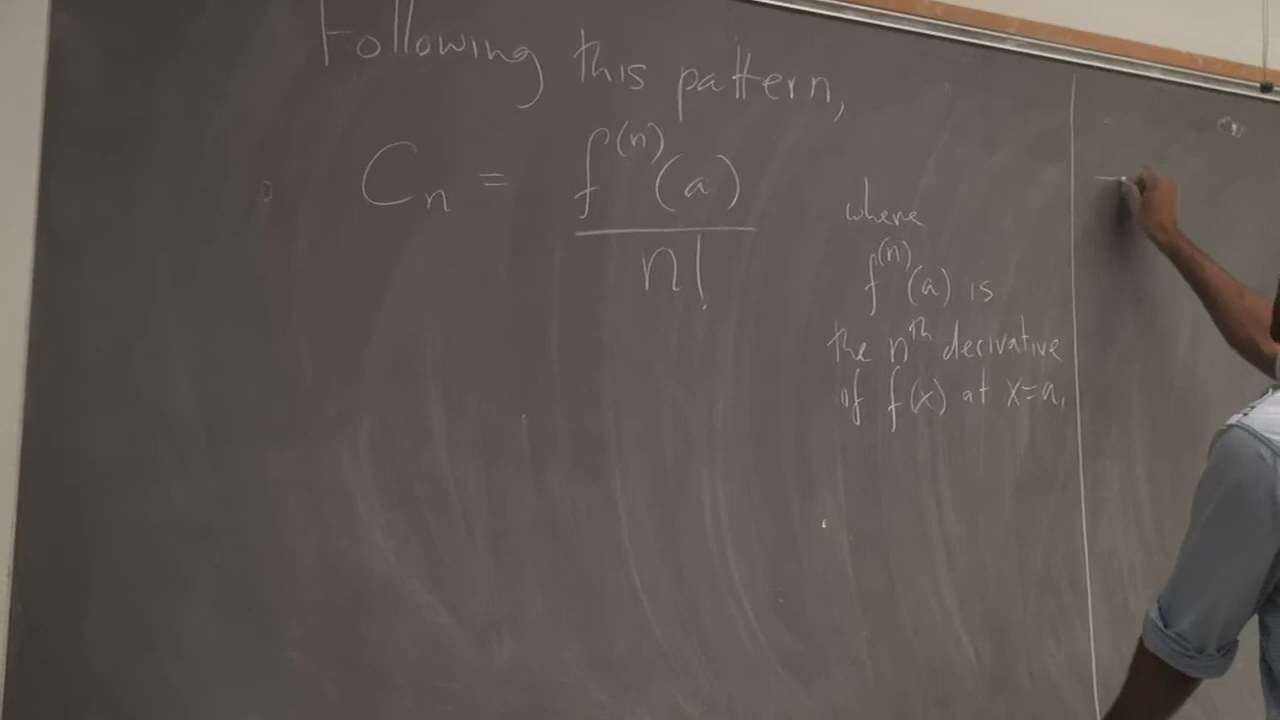 Following this pattern,
Cn = f^(n)(a) / n!
where
f^(n)(a) is
the n^th derivative
of f(x) at x=a.